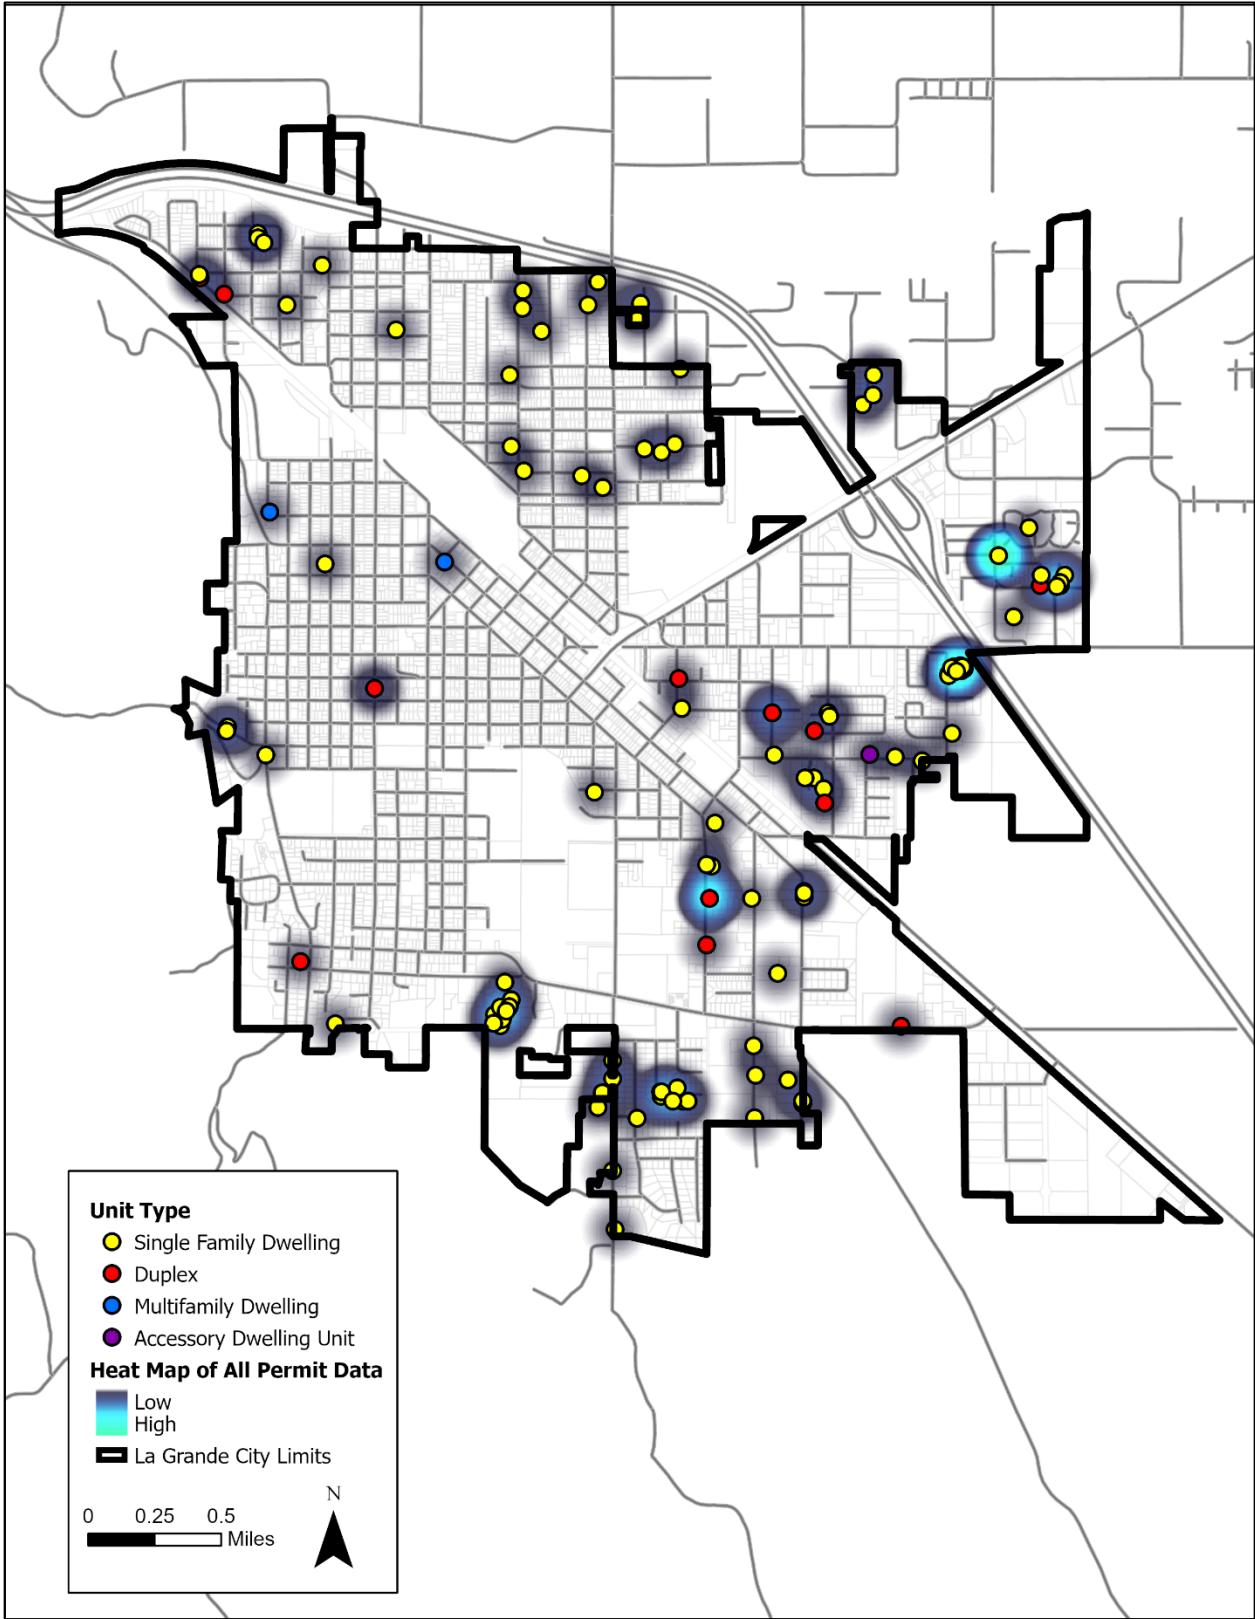 Unit Type
Single Family Dwelling
Duplex
Multifamily Dwelling
Accessory Dwelling Unit
Heat Map of All Permit Data
Low
High
La Grande City Limits
N
0 0.25 0.5
Miles